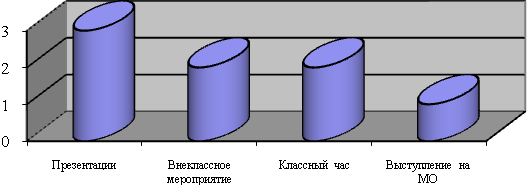 3
2
1
0
Презентации
Внеклассное
мероприятие
Классный час
Выступление на
МО